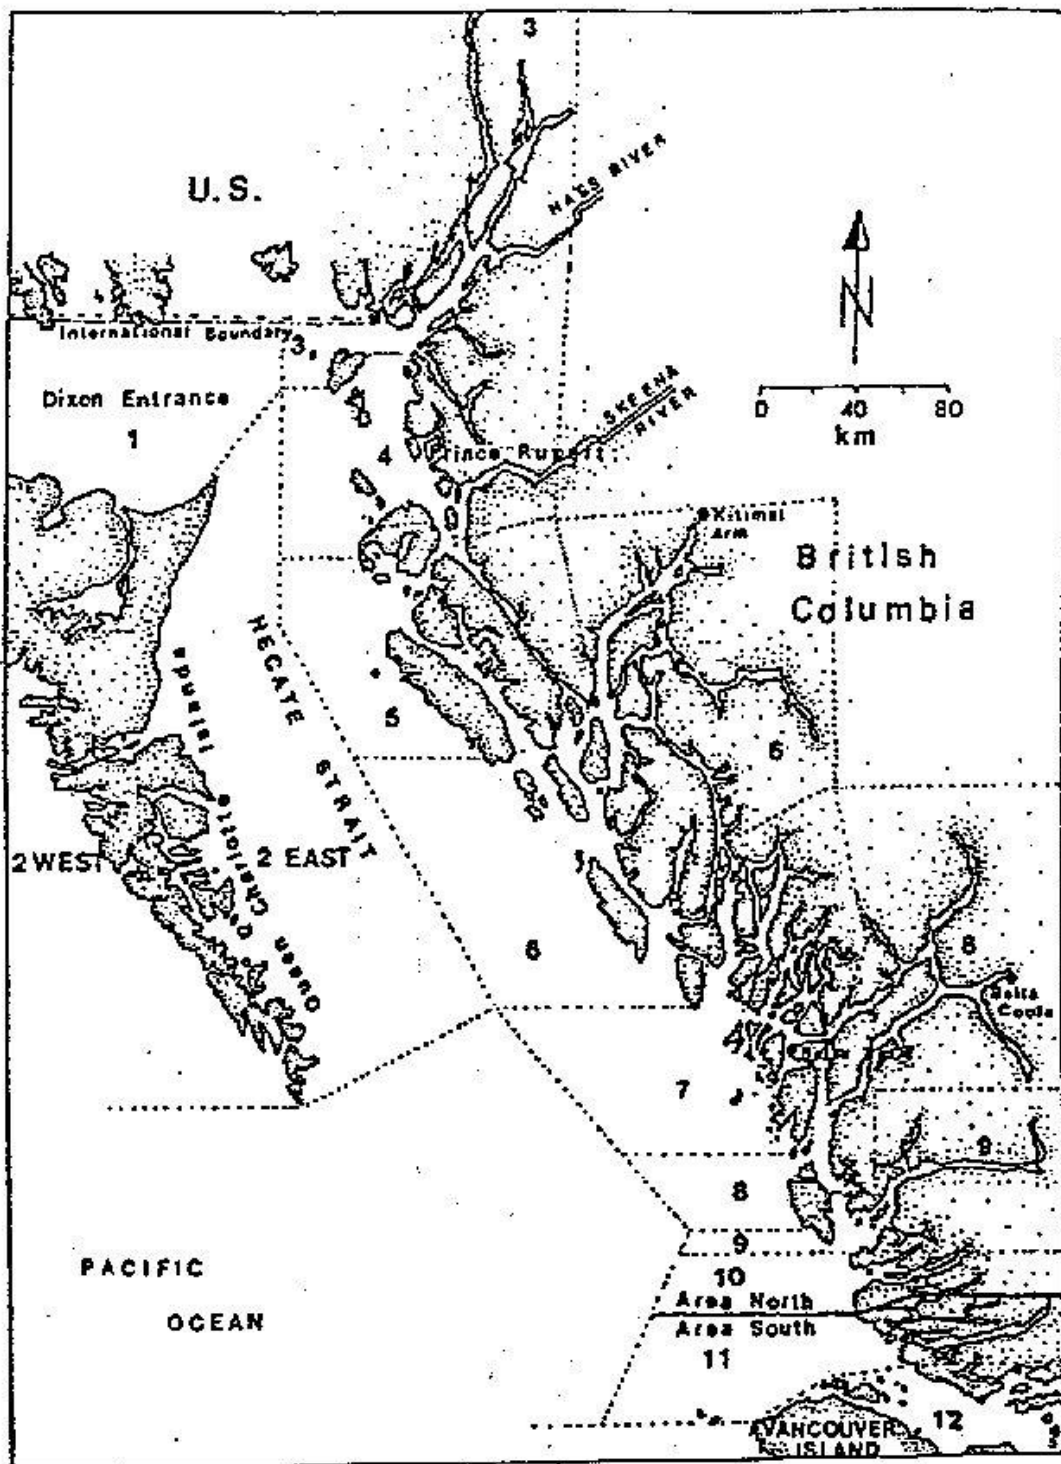 3
U.S.
NASS RIVER
International Boundary
3
Dixon Entrance
1
SKEENA
RIVER
0 40 80
km
N
4
Prince Rupert
Kitimat
Arm
British
Columbia
HECATE STRAIT
5
6
Queen Charlotte Islands
2 WEST
2 EAST
6
8
Bella
Coola
7
9
8
9
10
PACIFIC
OCEAN
Area North
Area South
11
12
VANCOUVER
ISLAND